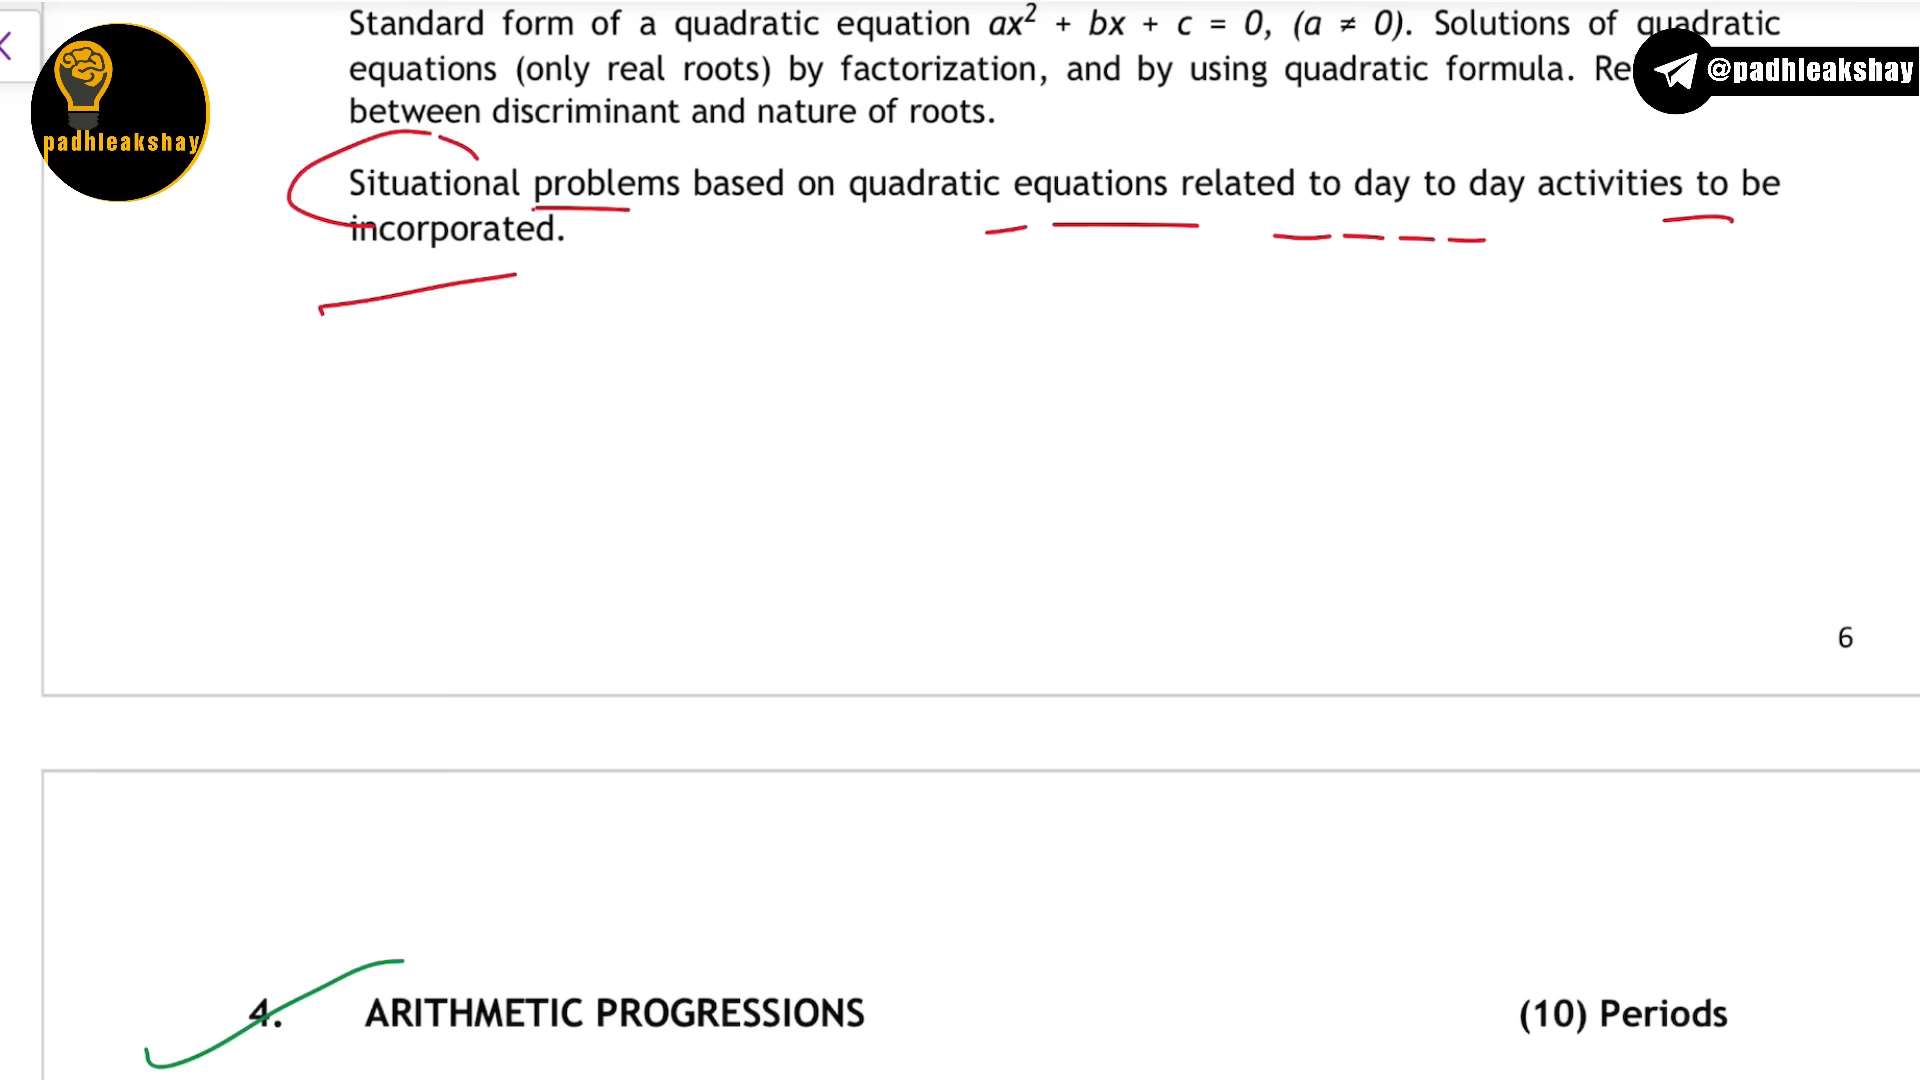 Standard form of a quadratic equation ax² + bx + c = 0, (a ≠ 0). Solutions of quadratic
equations (only real roots) by factorization, and by using quadratic formula. Re
@padhleakshay
between discriminant and nature of roots.
padhleakshay
Situational problems based on quadratic equations related to day to day activities to be
incorporated.
6
4. ARITHMETIC PROGRESSIONS (10) Periods